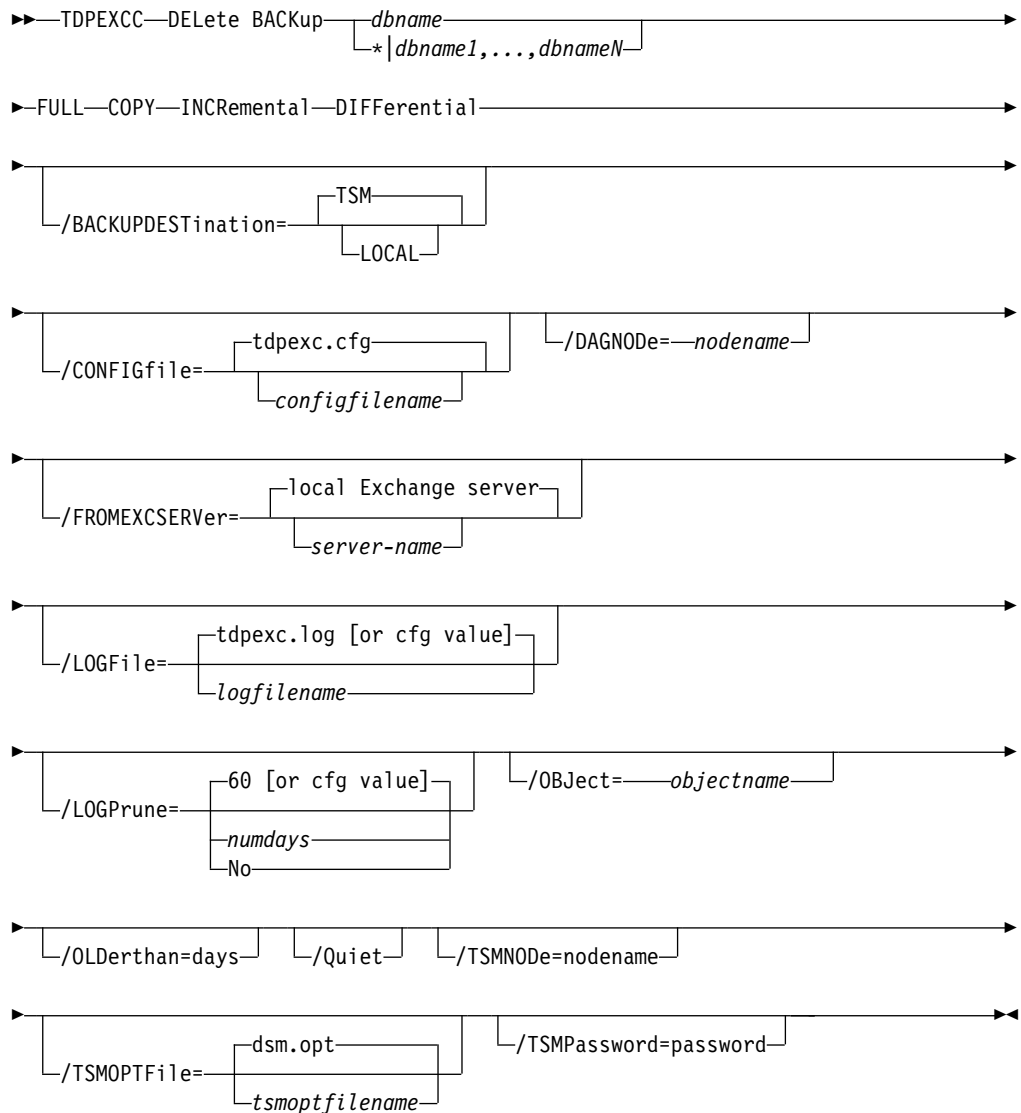 TDPEXCC DELete BACKup dbname
*|dbname1,...,dbnameN
FULL COPY INCRemental DIFFerential
/BACKUPDESTination= TSM
LOCAL
/CONFIGfile= tdpexc.cfg
configfilename
/DAGNODe= nodename
/FROMEXCSERVer= local Exchange server
server-name
/LOGFile= tdpexc.log [or cfg value]
logfilename
/LOGPrune= 60 [or cfg value]
numdays
No
/OBJect= objectname
/OLDerthan=days /Quiet /TSMNODe=nodename
/TSMOPTFile= dsm.opt
tsmoptfilename
/TSMPassword=password